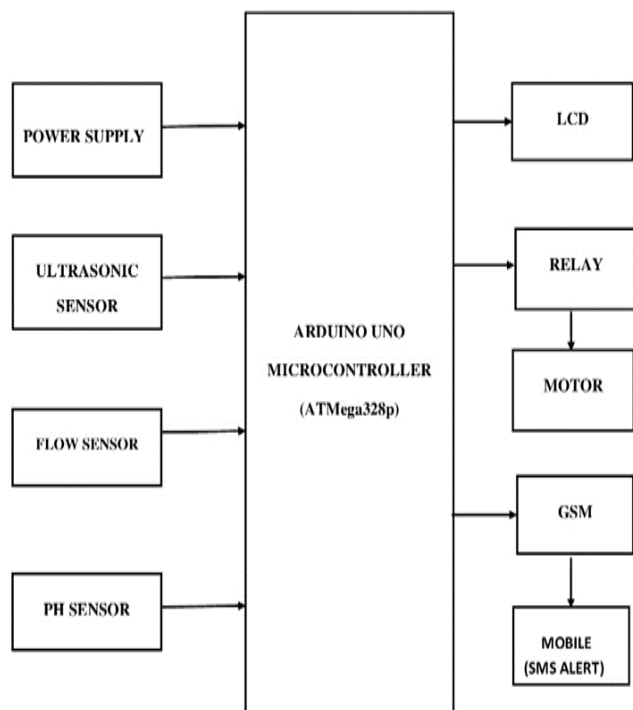 POWER SUPPLY
ULTRASONIC
SENSOR
FLOW SENSOR
PH SENSOR
ARDUINO UNO
MICROCONTROLLER
(ATMega328p)
LCD
RELAY
MOTOR
GSM
MOBILE
(SMS ALERT)